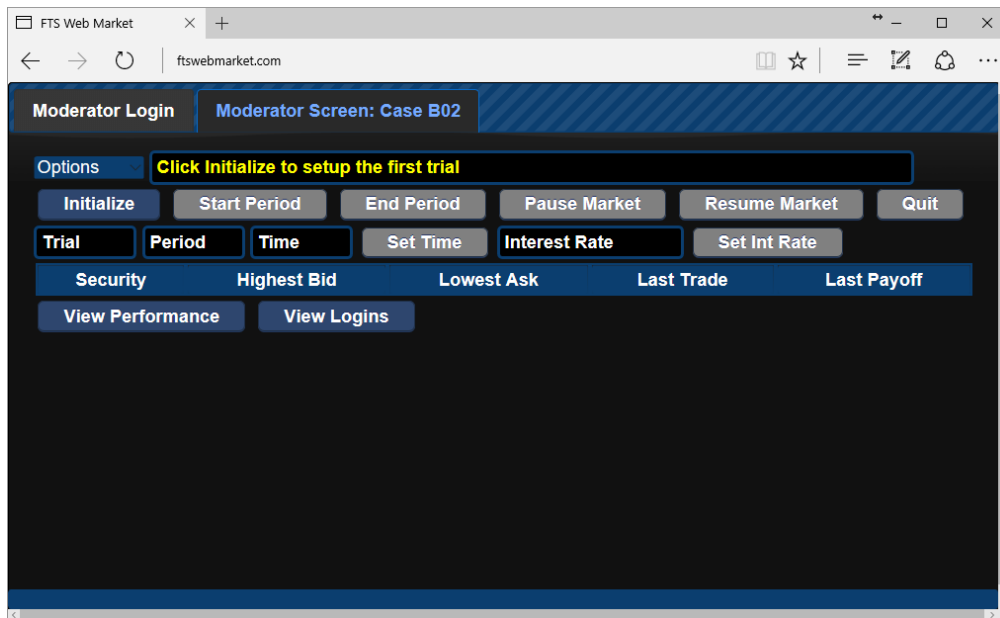 FTS Web Market
ftswebmarket.com
Moderator Login Moderator Screen: Case B02
Options Click Initialize to setup the first trial
Initialize Start Period End Period Pause Market Resume Market Quit
Trial Period Time Set Time Interest Rate Set Int Rate
Security Highest Bid Lowest Ask Last Trade Last Payoff
View Performance View Logins